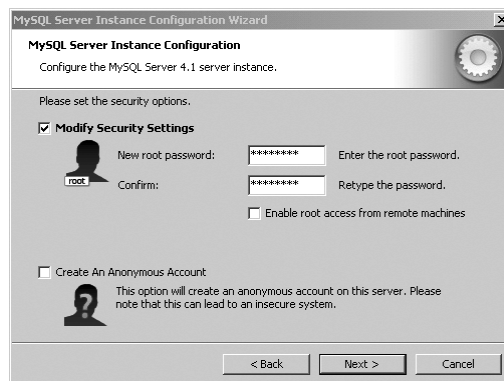 MySQL Server Instance Configuration Wizard
MySQL Server Instance Configuration
Configure the MySQL Server 4.1 server instance.
Please set the security options.
Modify Security Settings
root
New root password: ******** Enter the root password.
Confirm: ******** Retype the password.
Enable root access from remote machines
Create An Anonymous Account
This option will create an anonymous account on this server. Please
note that this can lead to an insecure system.
< Back Next > Cancel